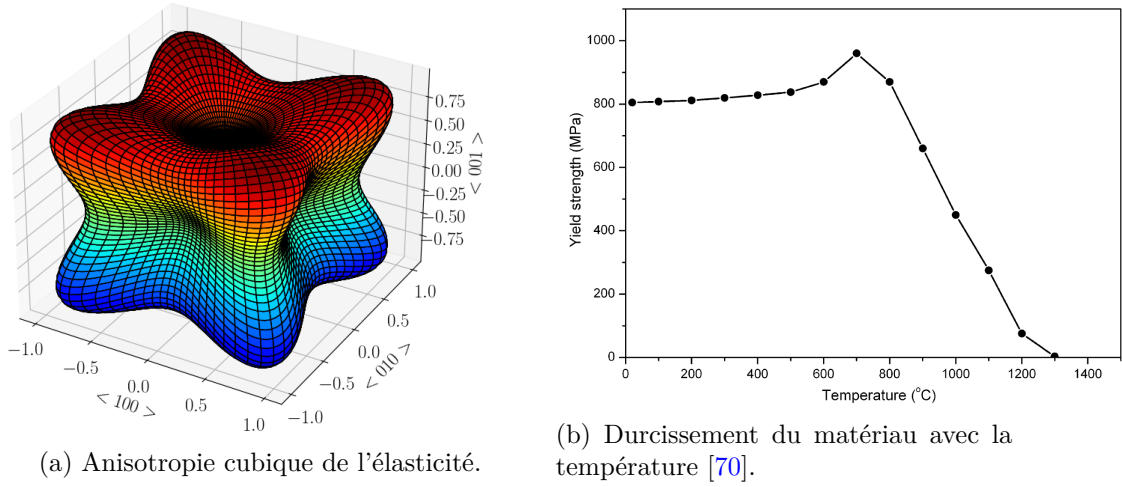 0.75
0.50
0.25
0.00
−0.25
−0.50
−0.75
< 001 >
−1.0
−0.5
0.0
0.5
1.0
< 100 >
−1.0
−0.5
0.0
0.5
1.0
< 010 >
(a) Anisotropie cubique de l'élasticité.
1000
800
600
400
200
0
Yield strength (MPa)
0 200 400 600 800 1000 1200 1400
Temperature (°C)
(b) Durcissement du matériau avec la
température [70].